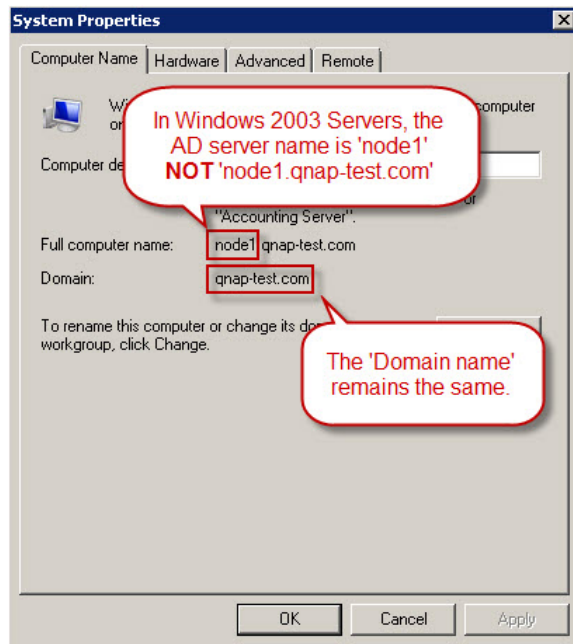 System Properties
Computer Name Hardware Advanced Remote
In Windows 2003 Servers, the
AD server name is 'node1'
NOT 'node1.qnap-test.com'
computer
Computer de
"Accounting Server".
Full computer name: node1.qnap-test.com
Domain: qnap-test.com
To rename this computer or change its do
workgroup, click Change.
The 'Domain name'
remains the same.
OK Cancel Apply